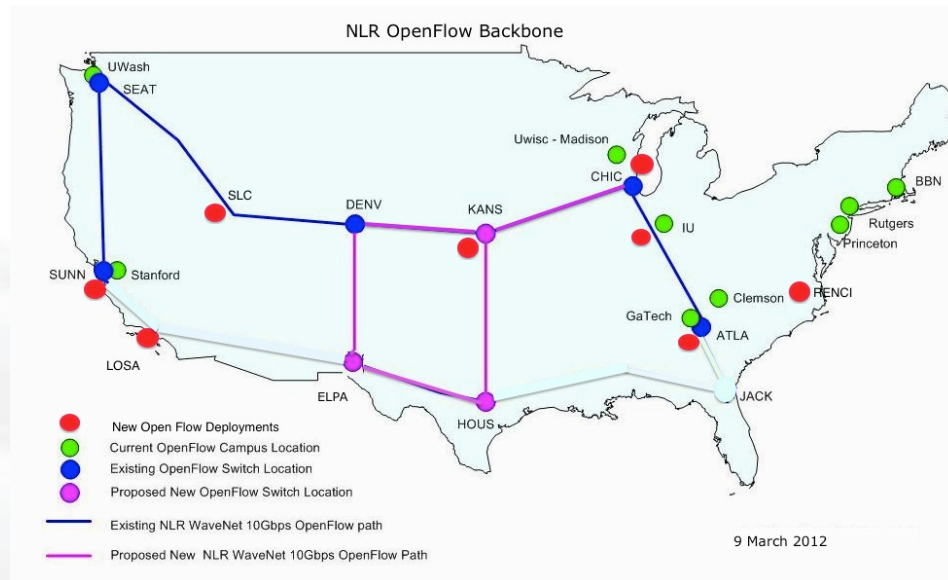 NLR OpenFlow Backbone
UWash
SEAT
Uwisc - Madison
CHIC
BBN
SLC
DENV
KANS
Rutgers
IU
Princeton
SUNN
Stanford
Clemson
RENCI
GaTech
ATLA
LOSA
ELPA
JACK
HOUS
New Open Flow Deployments
Current OpenFlow Campus Location
Existing OpenFlow Switch Location
Proposed New OpenFlow Switch Location
Existing NLR WaveNet 10Gbps OpenFlow path
Proposed New NLR WaveNet 10Gbps OpenFlow Path
9 March 2012